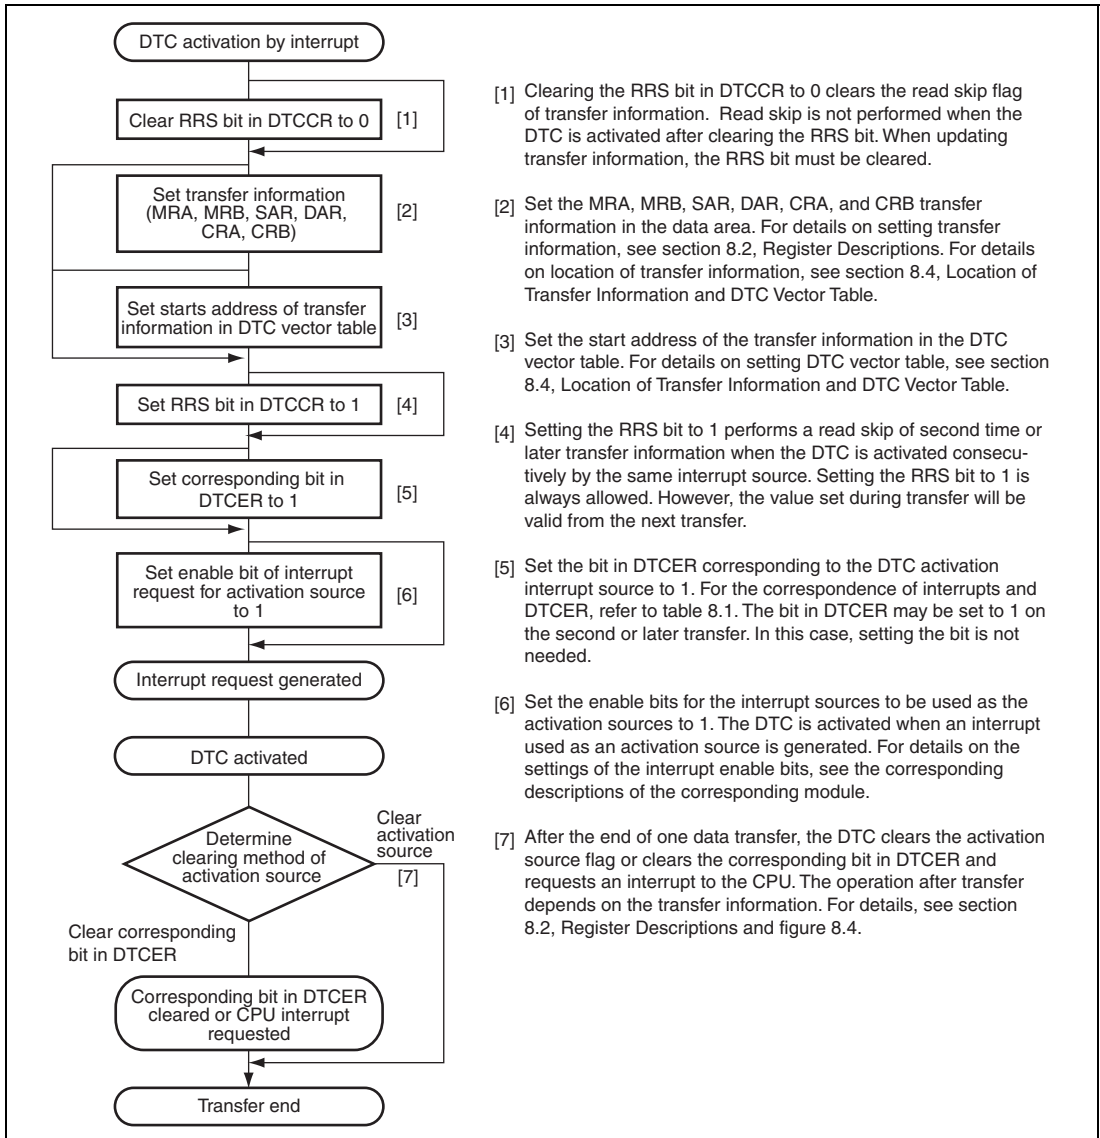 DTC activation by interrupt
Clear RRS bit in DTCCR to 0
[1]
Set transfer information
(MRA, MRB, SAR, DAR,
CRA, CRB)
[2]
Set starts address of transfer
information in DTC vector table
[3]
Set RRS bit in DTCCR to 1
[4]
Set corresponding bit in
DTCER to 1
[5]
Set enable bit of interrupt
request for activation source
to 1
[6]
Interrupt request generated
DTC activated
Determine
clearing method of
activation source
Clear
activation
source
[7]
Clear corresponding
bit in DTCER
Corresponding bit in DTCER
cleared or CPU interrupt
requested
Transfer end
[1] Clearing the RRS bit in DTCCR to 0 clears the read skip flag
of transfer information. Read skip is not performed when the
DTC is activated after clearing the RRS bit. When updating
transfer information, the RRS bit must be cleared.
[2] Set the MRA, MRB, SAR, DAR, CRA, and CRB transfer
information in the data area. For details on setting transfer
information, see section 8.2, Register Descriptions. For details
on location of transfer information, see section 8.4, Location of
Transfer Information and DTC Vector Table.
[3] Set the start address of the transfer information in the DTC
vector table. For details on setting DTC vector table, see section
8.4, Location of Transfer Information and DTC Vector Table.
[4] Setting the RRS bit to 1 performs a read skip of second time or
later transfer information when the DTC is activated consecu-
tively by the same interrupt source. Setting the RRS bit to 1 is
always allowed. However, the value set during transfer will be
valid from the next transfer.
[5] Set the bit in DTCER corresponding to the DTC activation
interrupt source to 1. For the correspondence of interrupts and
DTCER, refer to table 8.1. The bit in DTCER may be set to 1 on
the second or later transfer. In this case, setting the bit is not
needed.
[6] Set the enable bits for the interrupt sources to be used as the
activation sources to 1. The DTC is activated when an interrupt
used as an activation source is generated. For details on the
settings of the interrupt enable bits, see the corresponding
descriptions of the corresponding module.
[7] After the end of one data transfer, the DTC clears the activation
source flag or clears the corresponding bit in DTCER and
requests an interrupt to the CPU. The operation after transfer
depends on the transfer information. For details, see section
8.2, Register Descriptions and figure 8.4.